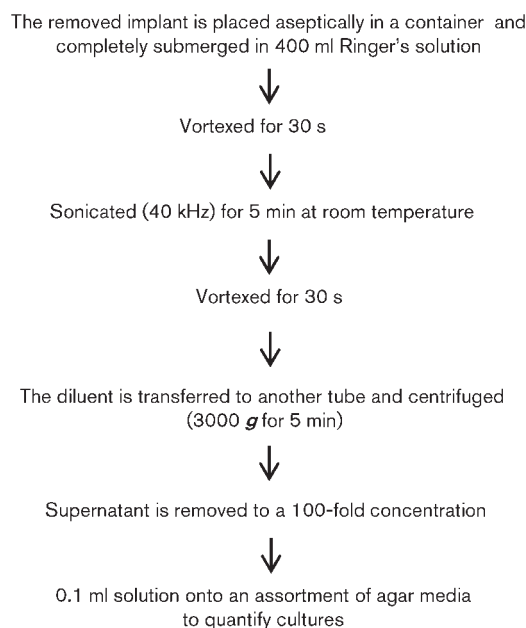 The removed implant is placed aseptically in a container and
completely submerged in 400 ml Ringer's solution
Vortexed for 30 s
Sonicated (40 kHz) for 5 min at room temperature
Vortexed for 30 s
The diluent is transferred to another tube and centrifuged
(3000 g for 5 min)
Supernatant is removed to a 100-fold concentration
0.1 ml solution onto an assortment of agar media
to quantify cultures